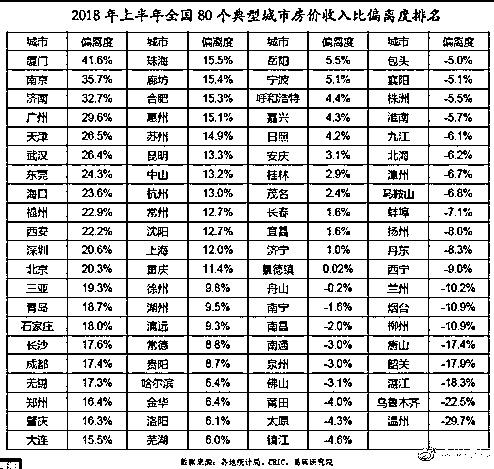 2018年上半年全国80个典型城市房价收入比偏离度排名
城市 偏离度 城市 偏离度 城市 偏离度 城市 偏离度
厦门 41.6% 珠海 15.5% 岳阳 5.5% 包头 -5.0%
南京 35.7% 廊坊 15.4% 宁波 5.1% 襄阳 -5.1%
济南 32.7% 合肥 15.3% 呼和浩特 4.4% 株洲 -5.5%
广州 29.6% 惠州 15.1% 嘉兴 4.3% 淮南 -5.7%
天津 26.5% 苏州 14.9% 日照 4.2% 九江 -6.1%
武汉 26.4% 昆明 13.3% 安庆 3.1% 北海 -6.2%
东莞 24.3% 中山 13.2% 桂林 2.9% 漳州 -6.7%
海口 23.6% 杭州 13.0% 茂名 2.4% 马鞍山 -6.8%
福州 22.9% 常州 12.7% 长春 1.6% 蚌埠 -7.1%
西安 22.2% 沈阳 12.7% 宜昌 1.6% 扬州 -8.0%
深圳 20.6% 上海 12.0% 济宁 1.0% 丹东 -8.3%
北京 20.3% 重庆 11.4% 景德镇 0.02% 西宁 -9.0%
三亚 19.3% 徐州 9.8% 舟山 -0.2% 兰州 -10.2%
青岛 18.7% 湖州 9.5% 南宁 -1.6% 烟台 -10.9%
石家庄 18.0% 清远 9.3% 南昌 -2.0% 柳州 -10.9%
长沙 17.6% 常德 8.8% 南通 -3.0% 唐山 -17.4%
成都 17.4% 贵阳 8.7% 泉州 -3.0% 韶关 -17.9%
无锡 17.3% 哈尔滨 6.4% 佛山 -3.1% 湛江 -18.3%
郑州 16.4% 金华 6.4% 莆田 -4.0% 乌鲁木齐 -22.5%
肇庆 16.3% 洛阳 6.1% 太原 -4.3% 温州 -29.7%
大连 15.5% 芜湖 6.0% 镇江 -4.6%
数据来源：各地统计局、CRIC、易居研究院